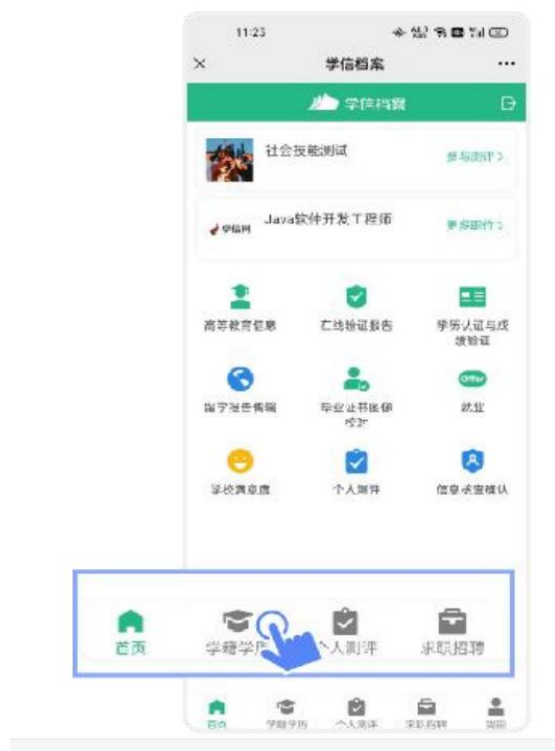 11:23
学信档案
学信档案
社会技能测试
参与测评 >
学信网
Java软件开发工程师
更多职位 >
高等教育信息
在线验证报告
学历认证与成
绩验证
留学报告传输
毕业证书图像
校对
Offer
就业
学校满意度
个人测评
信息核查确认
首页
学籍学历
个人测评
求职招聘
首页
学籍学历
个人测评
求职招聘